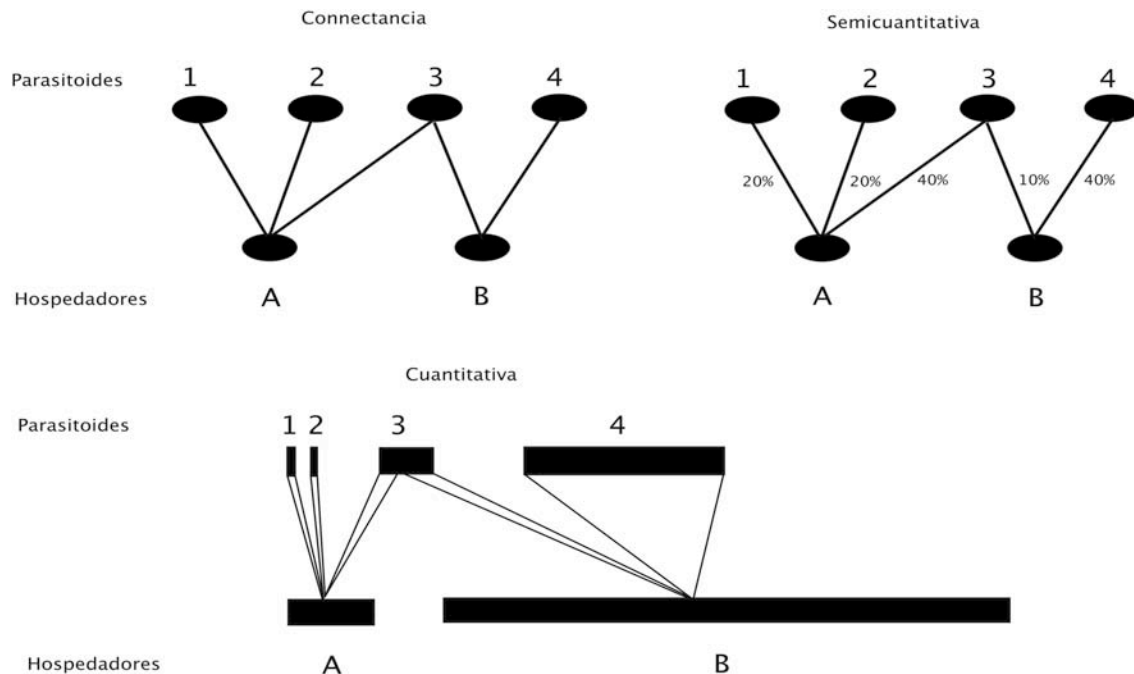 Connectancia
Semicuantitativa
Parasitoides 1 2 3 4 1 2 3 4
20% 20% 40% 10% 40%
Hospedadores A B A B
Cuantitativa
Parasitoides 1 2 3 4
Hospedadores A B